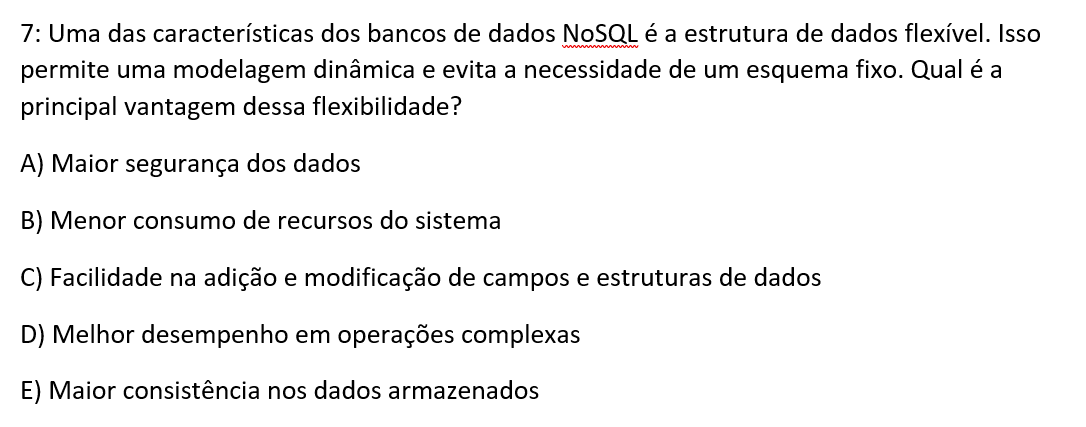 7: Uma das características dos bancos de dados NoSQL é a estrutura de dados flexível. Isso
permite uma modelagem dinâmica e evita a necessidade de um esquema fixo. Qual é a
principal vantagem dessa flexibilidade?
A) Maior segurança dos dados
B) Menor consumo de recursos do sistema
C) Facilidade na adição e modificação de campos e estruturas de dados
D) Melhor desempenho em operações complexas
E) Maior consistência nos dados armazenados